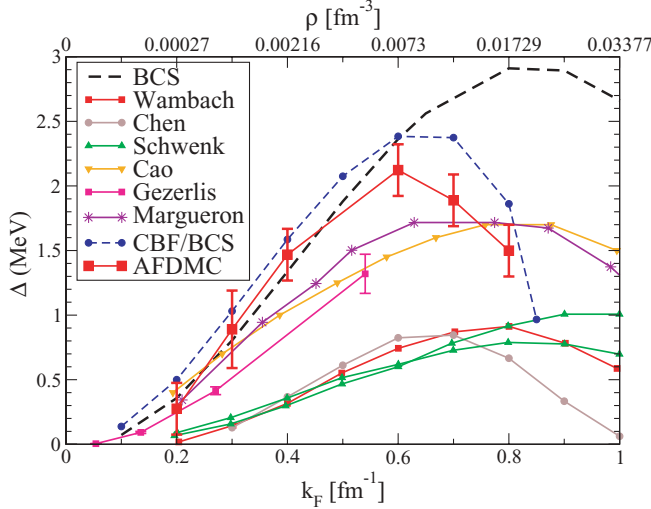 ρ [fm⁻³]
0 0.00027 0.00216 0.0073 0.01729 0.03377
3
2.5
2
1.5
1
0.5
0
Δ (MeV)
BCS
Wambach
Chen
Schwenk
Cao
Gezerlis
Margueron
CBF/BCS
AFDMC
0 0.2 0.4 0.6 0.8 1
k_F [fm⁻¹]